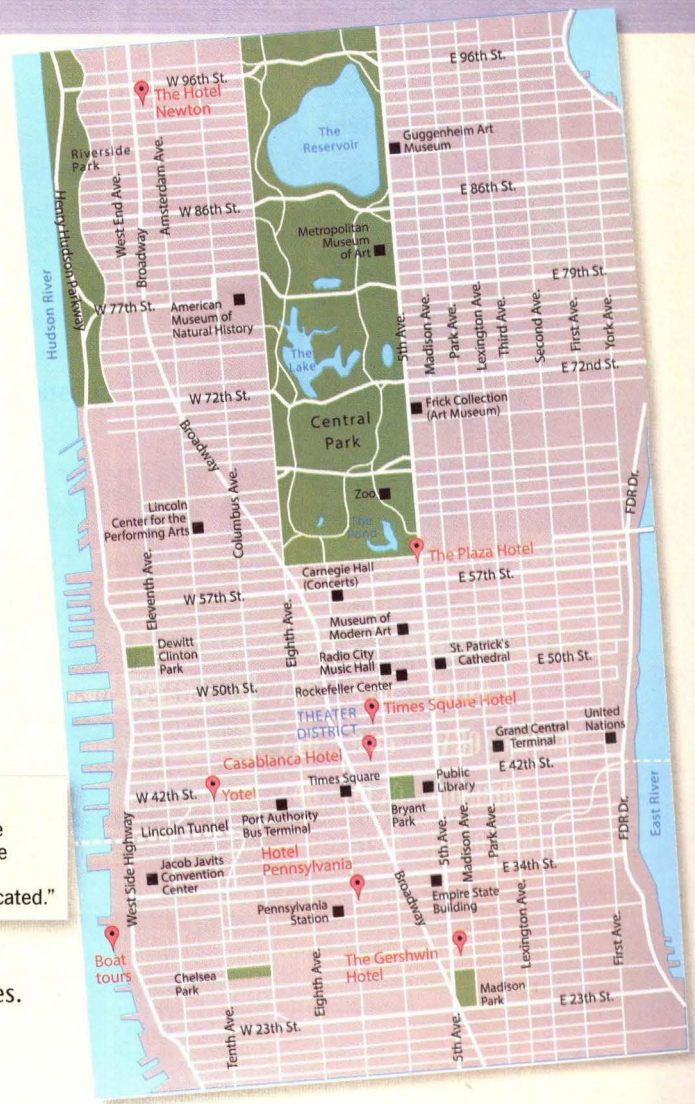 W 96th St.
E 96th St.
The Hotel
Newton
The
Reservoir
Guggenheim Art
Museum
Riverside
Park
West End Ave.
Broadway
Amsterdam Ave.
Henry Hudson Parkway
Hudson River
W 86th St.
E 86th St.
Metropolitan
Museum
of Art
E 79th St.
W 77th St.
American
Museum of
Natural History
5th Ave.
Madison Ave.
Park Ave.
Lexington Ave.
Third Ave.
Second Ave.
First Ave.
York Ave.
The
Lake
E 72nd St.
W 72nd St.
Frick Collection
(Art Museum)
Central
Park
Broadway
Columbus Ave.
Zoo
Lincoln
Center for the
Performing Arts
The
Pond
FDR Dr.
The Plaza Hotel
Eleventh Ave.
Carnegie Hall
(Concerts)
E 57th St.
W 57th St.
Eighth Ave.
Museum of
Modern Art
Dewitt
Clinton
Park
Radio City
Music Hall
St. Patrick's
Cathedral
E 50th St.
W 50th St.
Rockefeller Center
THEATER
DISTRICT
Times Square Hotel
Grand Central
Terminal
United
Nations
Casablanca Hotel
E 42th St.
W 42th St.
Yotel
Times Square
Public
Library
Bryant
Park
Lincoln Tunnel
Port Authority
Bus Terminal
5th Ave.
Madison Ave.
Park Ave.
FDR Dr.
East River
West Side Highway
Jacob Javits
Convention
Center
Hotel
Pennsylvania
E 34th St.
Broadway
Empire State
Building
Pennsylvania
Station
Lexington Ave.
First Ave.
Boat
tours
Chelsea
Park
Eighth Ave.
The Gershwin
Hotel
Madison
Park
E 23th St.
Tenth Ave.
W 23th St.
5th Ave.
e
e
cated.”
es.